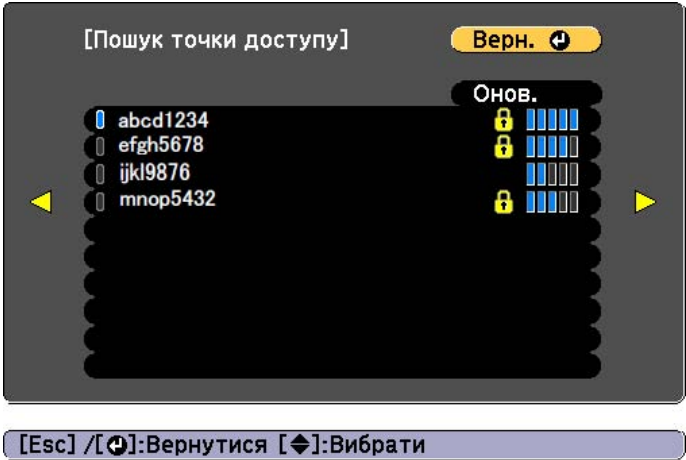 [Пошук точки доступу]
Верн.
Онов.
abcd1234
efgh5678
ijkl9876
mnop5432
[Esc] /[⏎]:Вернутися [◆]:Вибрати